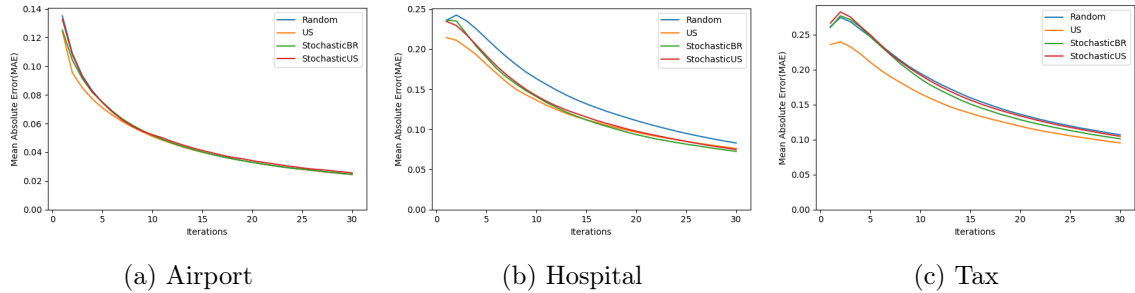 0.14
0.12
0.10
0.08
0.06
0.04
0.02
0.00
Mean Absolute Error(MAE)
0 5 10 15 20 25 30
Iterations
Random
US
StochasticBR
StochasticUS
(a) Airport
0.25
0.20
0.15
0.10
0.05
0.00
Mean Absolute Error(MAE)
0 5 10 15 20 25 30
Iterations
Random
US
StochasticBR
StochasticUS
(b) Hospital
0.25
0.20
0.15
0.10
0.05
0.00
Mean Absolute Error(MAE)
0 5 10 15 20 25 30
Iterations
Random
US
StochasticBR
StochasticUS
(c) Tax